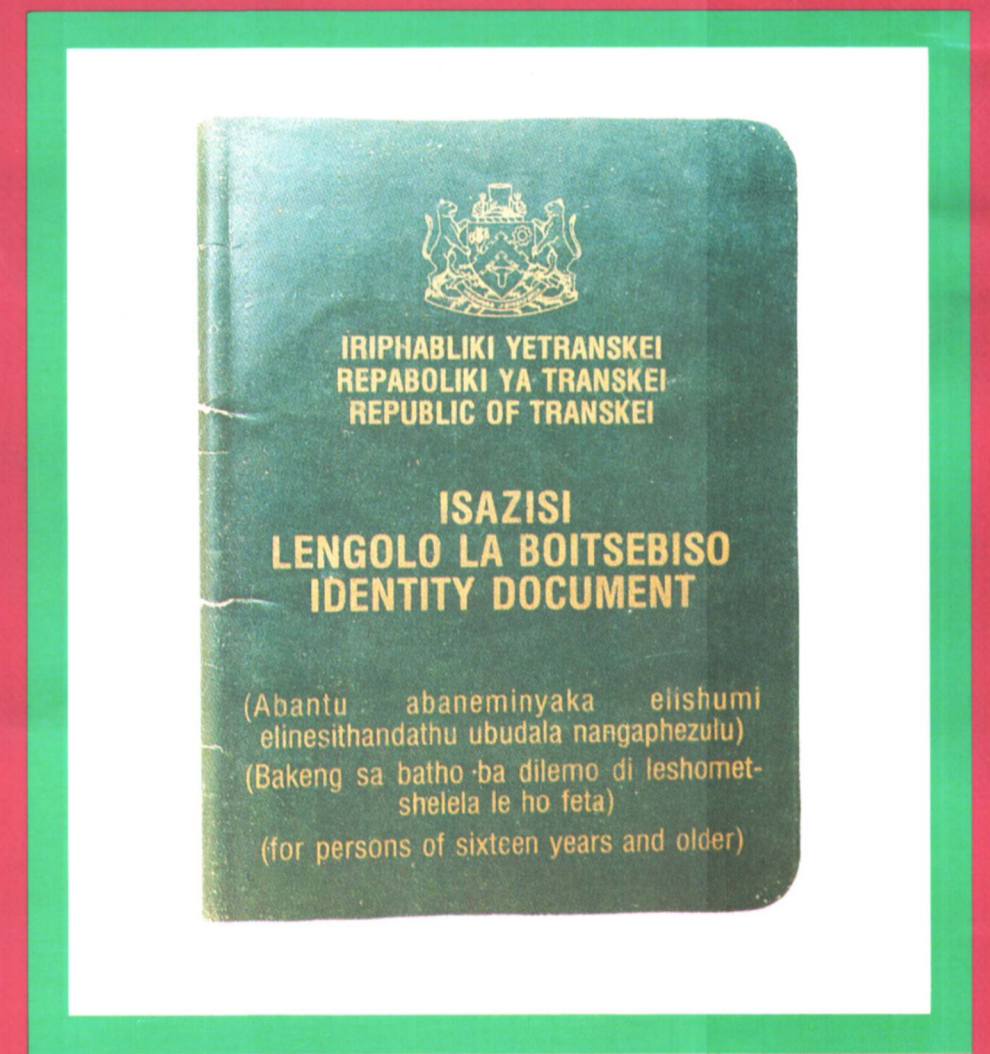 IRIPHABLIKI YETRANSKEI
REPABOLIKI YA TRANSKEI
REPUBLIC OF TRANSKEI
ISAZISI
LENGOLO LA BOITSEBISO
IDENTITY DOCUMENT
(Abantu abaneminyaka elishumi
elinesithandathu ubudala nangaphezulu)
(Bakeng sa batho ba dilemo di leshomet-
shelela le ho feta)
(for persons of sixteen years and older)